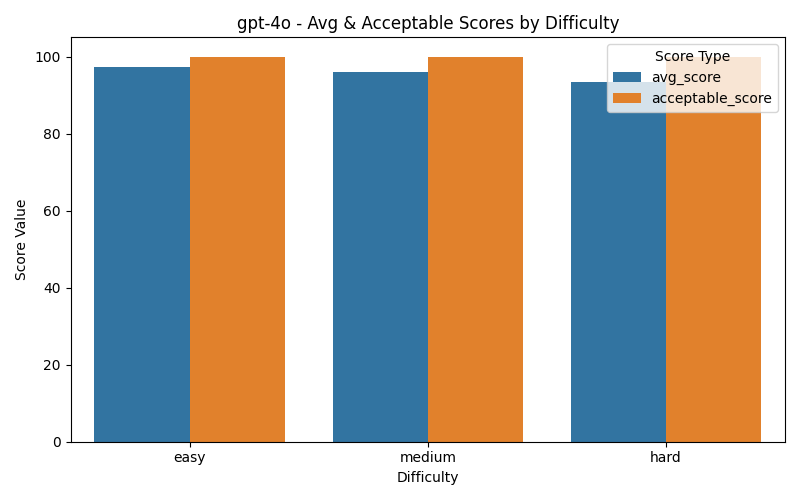 gpt-4o - Avg & Acceptable Scores by Difficulty
Score Type
avg_score
acceptable_score
100
80
60
40
20
0
Score Value
easy
medium
hard
Difficulty